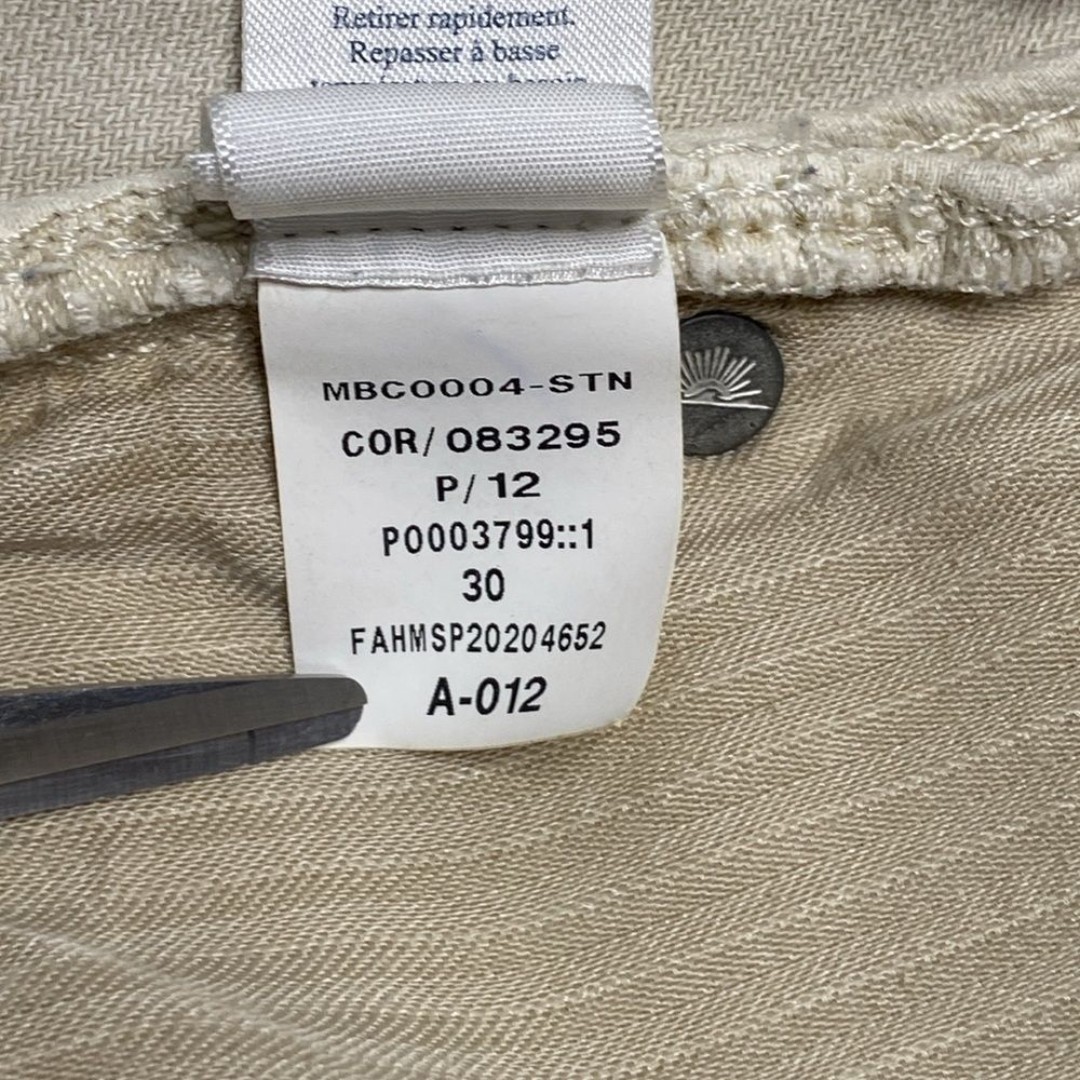 Retirer rapidement.
Repasser à basse
MBC0004-STN
COR/083295
P/12
P0003799::1
30
FAHMSP20204652
A-012